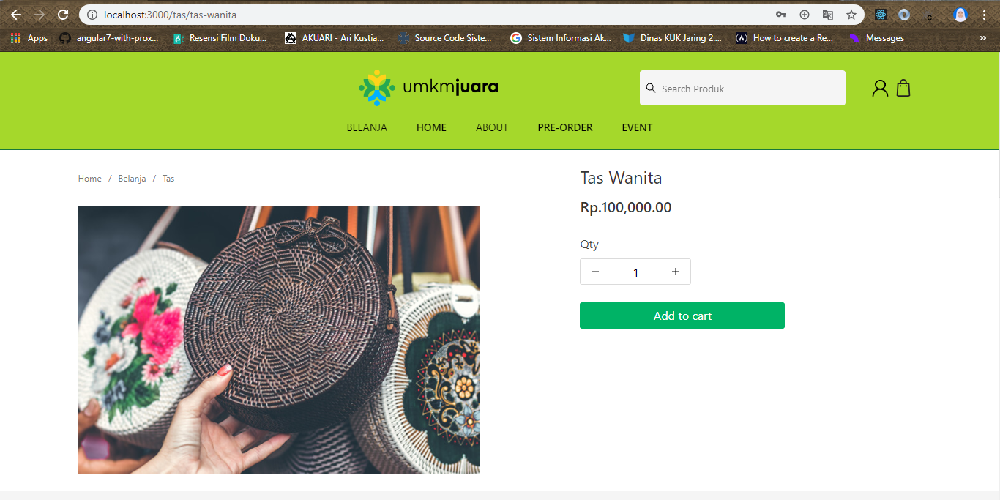 localhost:3000/tas/tas-wanita
Apps angular7-with-prox... Resensi Film Doku... AKUARI - Ari Kustia... Source Code Siste... Sistem Informasi Ak... Dinas KUK Jaring 2.... How to create a Re... Messages »
umkmjuara
Search Produk
BELANJA HOME ABOUT PRE-ORDER EVENT
Home / Belanja / Tas
Tas Wanita
Rp.100,000.00
Qty
− 1 +
Add to cart